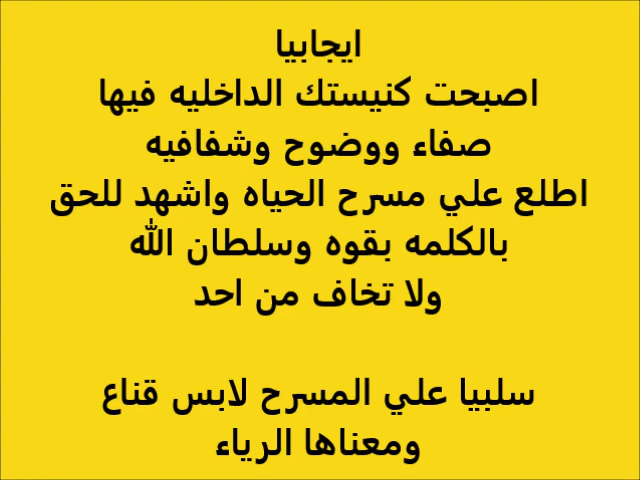 ايجابيا
اصبحت كنيستك الداخليه فيها
صفاء ووضوح وشفافيه
اطلع علي مسرح الحياه واشهد للحق
بالكلمه بقوه وسلطان الله
ولا تخاف من احد
سلبيا علي المسرح لابس قناع
ومعناها الرياء